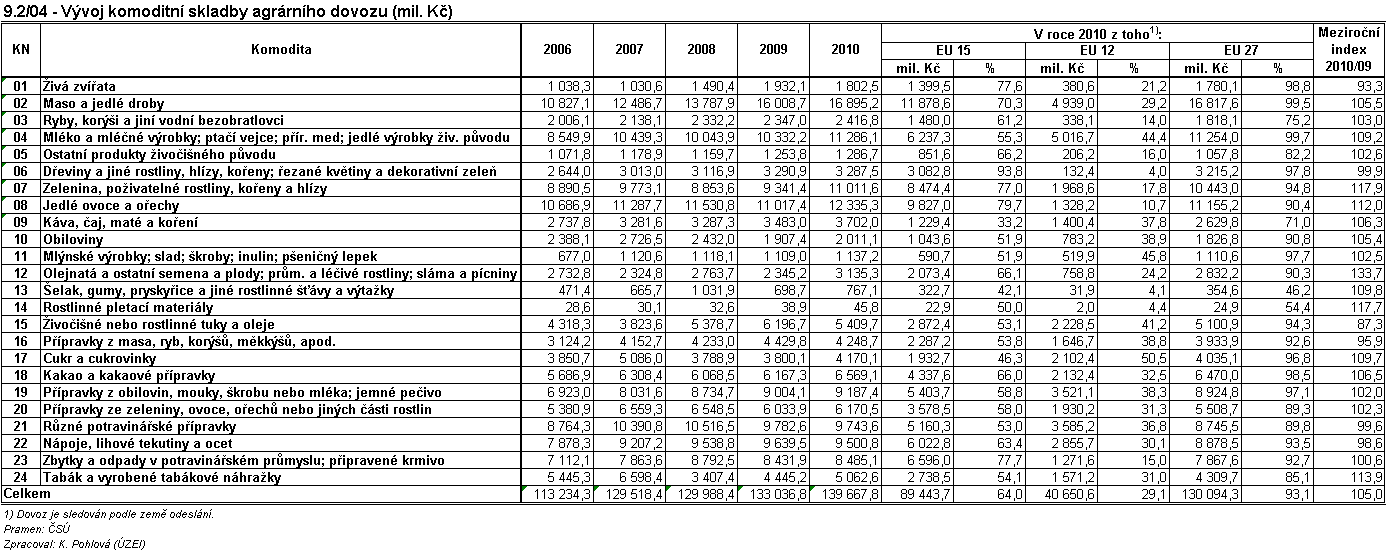 9.2/04 - Vývoj komoditní skladby agrárního dovozu (mil. Kč)
KN Komodita 2006 2007 2008 2009 2010 V roce 2010 z toho1): Meziroční index 2010/09
EU 15 EU 12 EU 27
mil. Kč % mil. Kč % mil. Kč %
01 Živá zvířata 1 038,3 1 030,6 1 490,4 1 932,1 1 802,5 1 399,5 77,6 380,6 21,2 1 780,1 98,8 93,3
02 Maso a jedlé droby 10 827,1 12 486,7 13 787,9 16 008,7 16 895,2 11 878,6 70,3 4 939,0 29,2 16 817,6 99,5 105,5
03 Ryby, korýši a jiní vodní bezobratlovci 2 006,1 2 138,1 2 332,2 2 347,0 2 416,8 1 480,0 61,2 338,1 14,0 1 818,1 75,2 103,0
04 Mléko a mléčné výrobky; ptačí vejce; přír. med; jedlé výrobky živ. původu 8 549,9 10 439,3 10 043,9 10 332,2 11 286,1 6 237,3 55,3 5 016,7 44,4 11 254,0 99,7 109,2
05 Ostatní produkty živočišného původu 1 071,8 1 178,9 1 159,7 1 253,8 1 286,7 851,6 66,2 206,2 16,0 1 057,8 82,2 102,6
06 Dřeviny a jiné rostliny, hlízy, kořeny; řezané květiny a dekorativní zeleň 2 644,0 3 013,0 3 116,9 3 290,9 3 287,5 3 082,8 93,8 132,4 4,0 3 215,2 97,8 99,9
07 Zelenina, poživatelné rostliny, kořeny a hlízy 8 890,5 9 773,1 8 853,6 9 341,4 11 011,6 8 474,4 77,0 1 968,6 17,8 10 443,0 94,8 117,9
08 Jedlé ovoce a ořechy 10 686,9 11 287,7 11 530,8 11 017,4 12 335,3 9 827,0 79,7 1 328,2 10,7 11 155,2 90,4 112,0
09 Káva, čaj, maté a koření 2 737,8 3 281,6 3 287,3 3 483,0 3 702,0 1 229,4 33,2 1 400,4 37,8 2 629,8 71,0 106,3
10 Obiloviny 2 388,1 2 726,5 2 432,0 1 907,4 2 011,1 1 043,6 51,9 783,2 38,9 1 826,8 90,8 105,4
11 Mlýnské výrobky; slad; škroby; inulin; pšeničný lepek 677,0 1 120,6 1 118,1 1 109,0 1 137,2 590,7 51,9 519,9 45,8 1 110,6 97,7 102,5
12 Olejnatá a ostatní semena a plody; prům. a léčivé rostliny; sláma a pícniny 2 732,8 2 324,8 2 763,7 2 345,2 3 135,3 2 073,4 66,1 758,8 24,2 2 832,2 90,3 133,7
13 Šelak, gumy, pryskyřice a jiné rostlinné šťávy a výtažky 471,4 665,7 1 031,9 698,7 767,1 322,7 42,1 31,9 4,1 354,6 46,2 109,8
14 Rostlinné pletací materiály 28,6 30,1 32,6 38,9 45,8 22,9 50,0 2,0 4,4 24,9 54,4 117,7
15 Živočišné nebo rostlinné tuky a oleje 4 318,3 3 823,6 5 378,7 6 196,7 5 409,7 2 872,4 53,1 2 228,5 41,2 5 100,9 94,3 87,3
16 Přípravky z masa, ryb, korýšů, měkkýšů, apod. 3 124,2 4 152,7 4 233,0 4 429,8 4 248,7 2 287,2 53,8 1 646,7 38,8 3 933,9 92,6 95,9
17 Cukr a cukrovinky 3 850,7 5 086,0 3 788,9 3 800,1 4 170,1 1 932,7 46,3 2 102,4 50,5 4 035,1 96,8 109,7
18 Kakao a kakaové přípravky 5 686,9 6 308,4 6 068,5 6 167,3 6 569,1 4 337,6 66,0 2 132,4 32,5 6 470,0 98,5 106,5
19 Přípravky z obilovin, mouky, škrobu nebo mléka; jemné pečivo 6 923,0 8 031,6 8 734,7 9 004,1 9 187,4 5 403,7 58,8 3 521,1 38,3 8 924,8 97,1 102,0
20 Přípravky ze zeleniny, ovoce, ořechů nebo jiných části rostlin 5 380,9 6 559,3 6 548,5 6 033,9 6 170,5 3 578,5 58,0 1 930,2 31,3 5 508,7 89,3 102,3
21 Různé potravinářské přípravky 8 764,3 10 390,8 10 516,5 9 782,6 9 743,6 5 160,3 53,0 3 585,2 36,8 8 745,5 89,8 99,6
22 Nápoje, lihové tekutiny a ocet 7 878,3 9 207,2 9 538,8 9 639,5 9 500,8 6 022,8 63,4 2 855,7 30,1 8 878,5 93,5 98,6
23 Zbytky a odpady v potravinářském průmyslu; připravené krmivo 7 112,1 7 863,6 8 792,5 8 431,9 8 485,1 6 596,0 77,7 1 271,6 15,0 7 867,6 92,7 100,6
24 Tabák a vyrobené tabákové náhražky 5 445,3 6 598,4 3 407,4 4 445,2 5 062,6 2 738,5 54,1 1 571,2 31,0 4 309,7 85,1 113,9
Celkem 113 234,3 129 518,4 129 988,4 133 036,8 139 667,8 89 443,7 64,0 40 650,6 29,1 130 094,3 93,1 105,0
1) Dovoz je sledován podle země odeslání.
Pramen: ČSÚ
Zpracoval: K. Pohlová (ÚZEI)